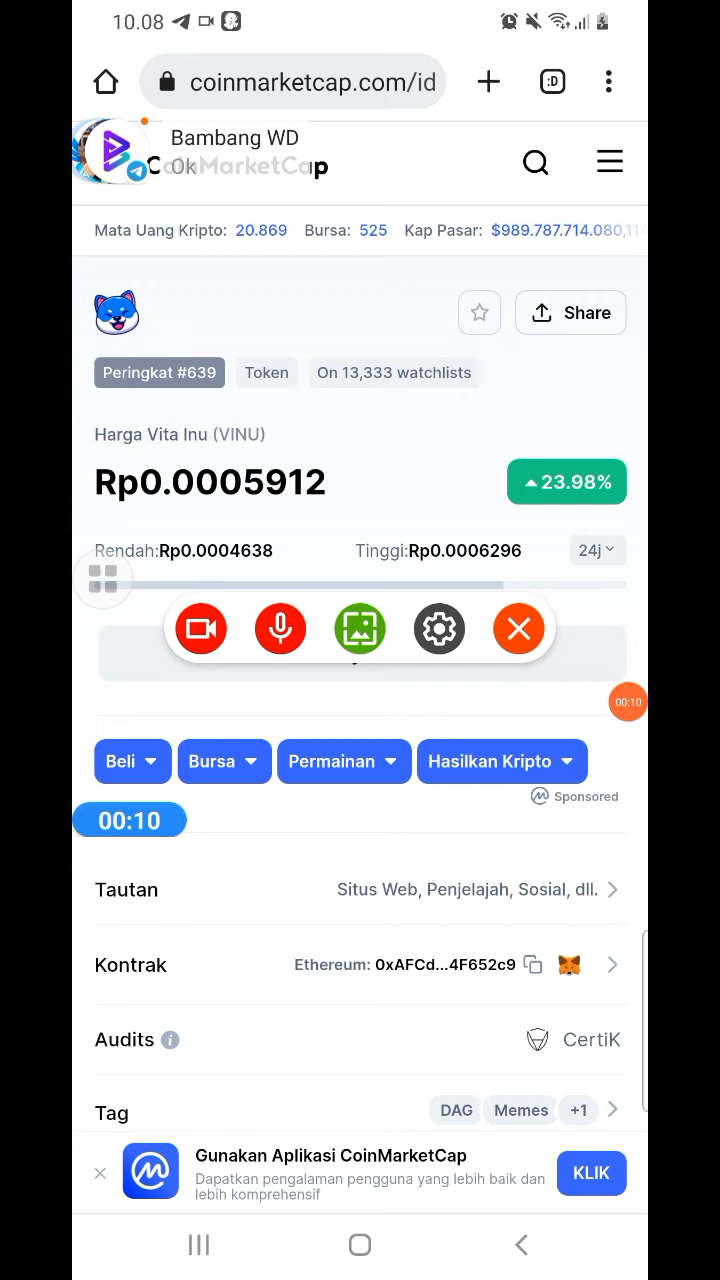 10.08
coinmarketcap.com/id
:D
Bambang WD
Ok
CoinMarketCap
Mata Uang Kripto: 20.869 Bursa: 525 Kap Pasar: $989.787.714.080,114
Share
Peringkat #639 Token On 13,333 watchlists
Harga Vita Inu (VINU)
Rp0.0005912
23.98%
Rendah:Rp0.0004638 Tinggi:Rp0.0006296 24j
00:10
Beli Bursa Permainan Hasilkan Kripto
Sponsored
00:10
Tautan Situs Web, Penjelajah, Sosial, dll.
Kontrak Ethereum: 0xAFCd...4F652c9
Audits i CertiK
Tag DAG Memes +1
Gunakan Aplikasi CoinMarketCap
Dapatkan pengalaman pengguna yang lebih baik dan
lebih komprehensif
KLIK